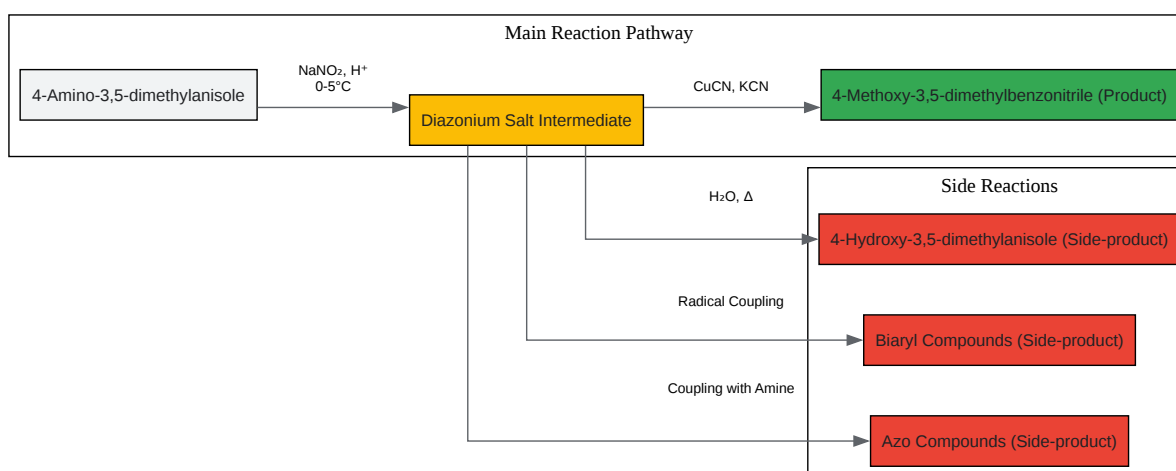 Main Reaction Pathway
4-Amino-3,5-dimethylanisole
NaNO₂, H⁺
0-5°C
Diazonium Salt Intermediate
CuCN, KCN
4-Methoxy-3,5-dimethylbenzonitrile (Product)
Side Reactions
H₂O, Δ
4-Hydroxy-3,5-dimethylanisole (Side-product)
Radical Coupling
Biaryl Compounds (Side-product)
Coupling with Amine
Azo Compounds (Side-product)